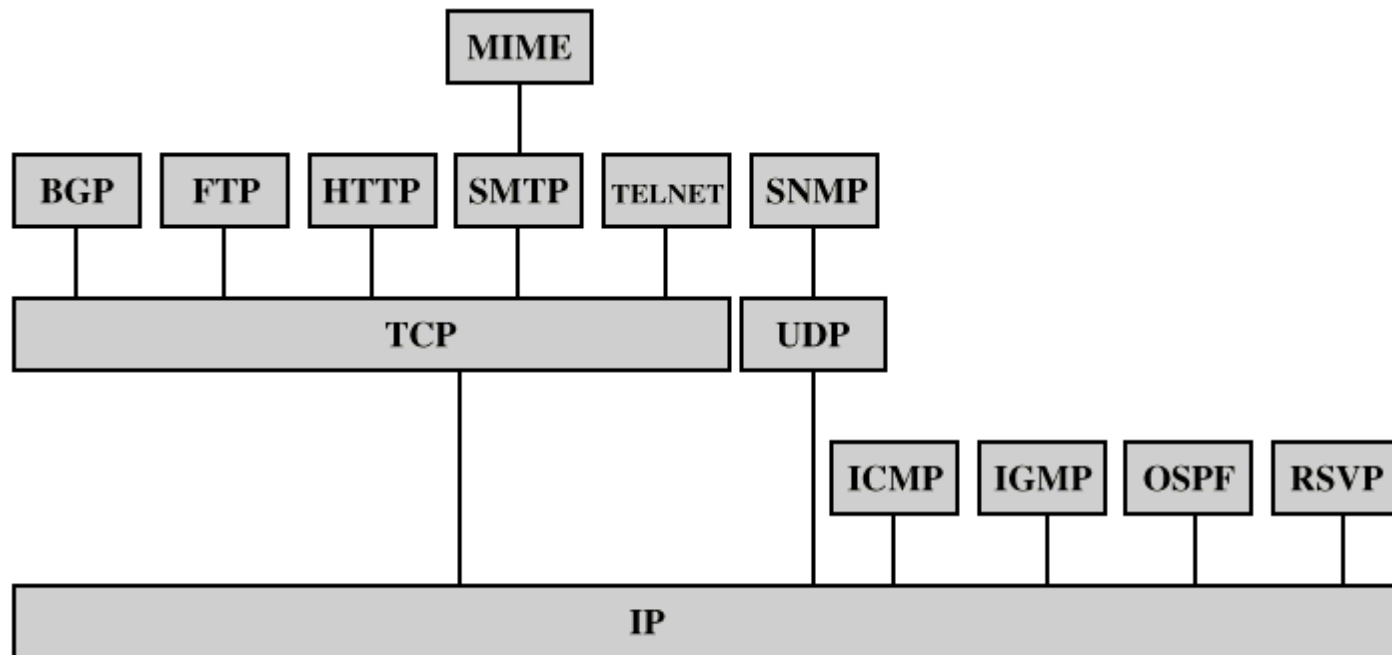 MIME
BGP FTP HTTP SMTP TELNET SNMP
TCP UDP
ICMP IGMP OSPF RSVP
IP